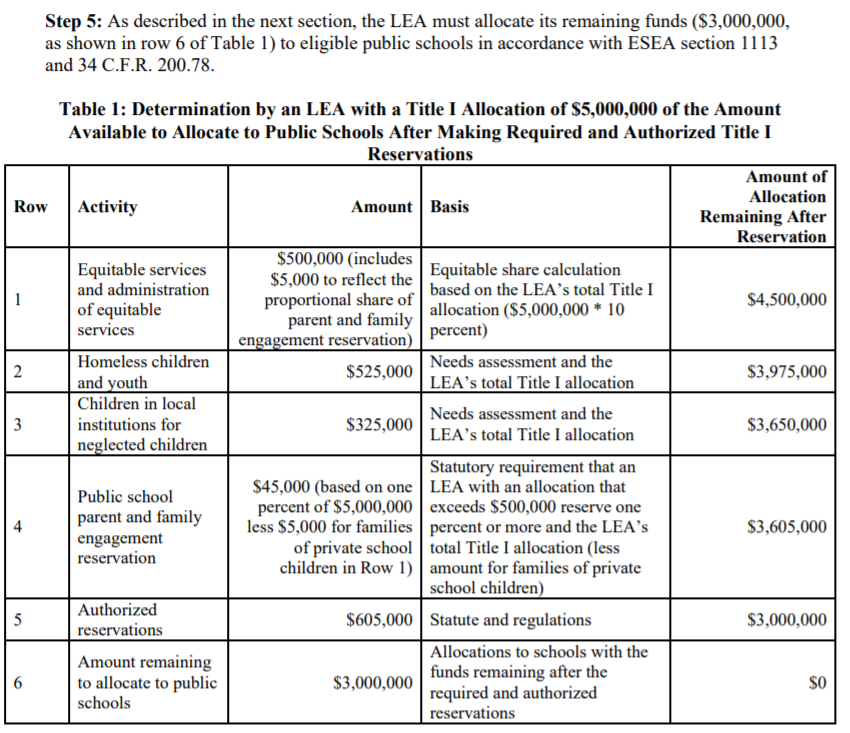 Step 5: As described in the next section, the LEA must allocate its remaining funds ($3,000,000,
as shown in row 6 of Table 1) to eligible public schools in accordance with ESEA section 1113
and 34 C.F.R. 200.78.
Table 1: Determination by an LEA with a Title I Allocation of $5,000,000 of the Amount
Available to Allocate to Public Schools After Making Required and Authorized Title I
Reservations
Row
Activity
Amount
Basis
Amount of
Allocation
Remaining After
Reservation
1
Equitable services
and administration
of equitable
services
$500,000 (includes
$5,000 to reflect the
proportional share of
parent and family
engagement reservation)
Equitable share calculation
based on the LEA’s total Title I
allocation ($5,000,000 * 10
percent)
$4,500,000
2
Homeless children
and youth
$525,000
Needs assessment and the
LEA’s total Title I allocation
$3,975,000
3
Children in local
institutions for
neglected children
$325,000
Needs assessment and the
LEA’s total Title I allocation
$3,650,000
4
Public school
parent and family
engagement
reservation
$45,000 (based on one
percent of $5,000,000
less $5,000 for families
of private school
children in Row 1)
Statutory requirement that an
LEA with an allocation that
exceeds $500,000 reserve one
percent or more and the LEA’s
total Title I allocation (less
amount for families of private
school children)
$3,605,000
5
Authorized
reservations
$605,000
Statute and regulations
$3,000,000
6
Amount remaining
to allocate to public
schools
$3,000,000
Allocations to schools with the
funds remaining after the
required and authorized
reservations
$0